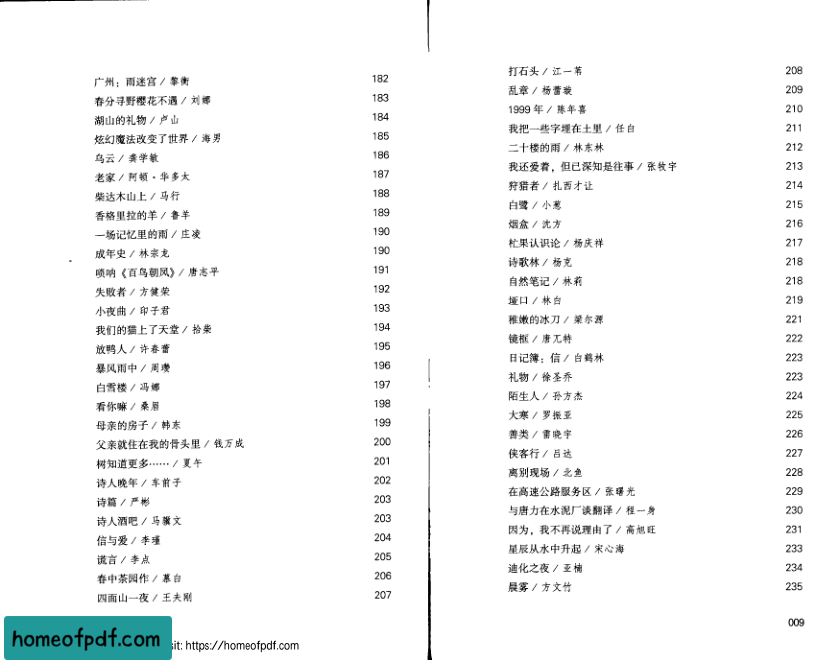 广州：雨迷宫 / 黎衡 182
春分寻野樱花不遇 / 刘娜 183
湖山的礼物 / 卢山 184
炫幻魔法改变了世界 / 海男 185
乌云 / 龚学敏 186
老家 / 阿顿·华多太 187
柴达木山上 / 马行 188
香格里拉的羊 / 鲁羊 189
一场记忆里的雨 / 庄凌 190
成年史 / 林宗龙 190
唢呐《百鸟朝凤》 / 唐志平 191
失败者 / 方健荣 192
小夜曲 / 印子君 193
我们的猫上了天堂 / 拾柴 194
放鸭人 / 许春蕾 195
暴风雨中 / 周瓒 196
白雪楼 / 冯娜 197
看你嘛 / 桑眉 198
母亲的房子 / 韩东 199
父亲就住在我的骨头里 / 钱万成 200
树知道更多…… / 夏午 201
诗人晚年 / 车前子 202
诗篇 / 严彬 203
诗人酒吧 / 马骥文 203
信与爱 / 李瑾 204
谎言 / 李点 205
春中茶园作 / 慕白 206
四面山一夜 / 王夫刚 207
打石头 / 江一苇 208
乱章 / 杨蕾璇 209
1999 年 / 陈年喜 210
我把一些字埋在土里 / 任白 211
二十楼的雨 / 林东林 212
我还爱着，但已深知是往事 / 张牧宇 213
狩猎者 / 扎西才让 214
白鹭 / 小葱 215
烟盒 / 沈方 216
杧果认识论 / 杨庆祥 217
诗歌林 / 杨克 218
自然笔记 / 林莉 218
垭口 / 林白 219
稚嫩的冰刀 / 梁尔源 221
镜框 / 唐兀特 222
日记簿：信 / 白鹤林 223
礼物 / 徐圣乔 223
陌生人 / 孙方杰 224
大寒 / 罗振亚 225
善类 / 雷晓宇 226
侠客行 / 吕达 227
离别现场 / 北鱼 228
在高速公路服务区 / 张曙光 229
与唐力在水泥厂谈翻译 / 程一身 230
因为，我不再说理由了 / 高旭旺 231
星辰从水中升起 / 宋心海 233
迪化之夜 / 亚楠 234
晨雾 / 方文竹 235
009
homeofpdf.com sit: https://homeofpdf.com